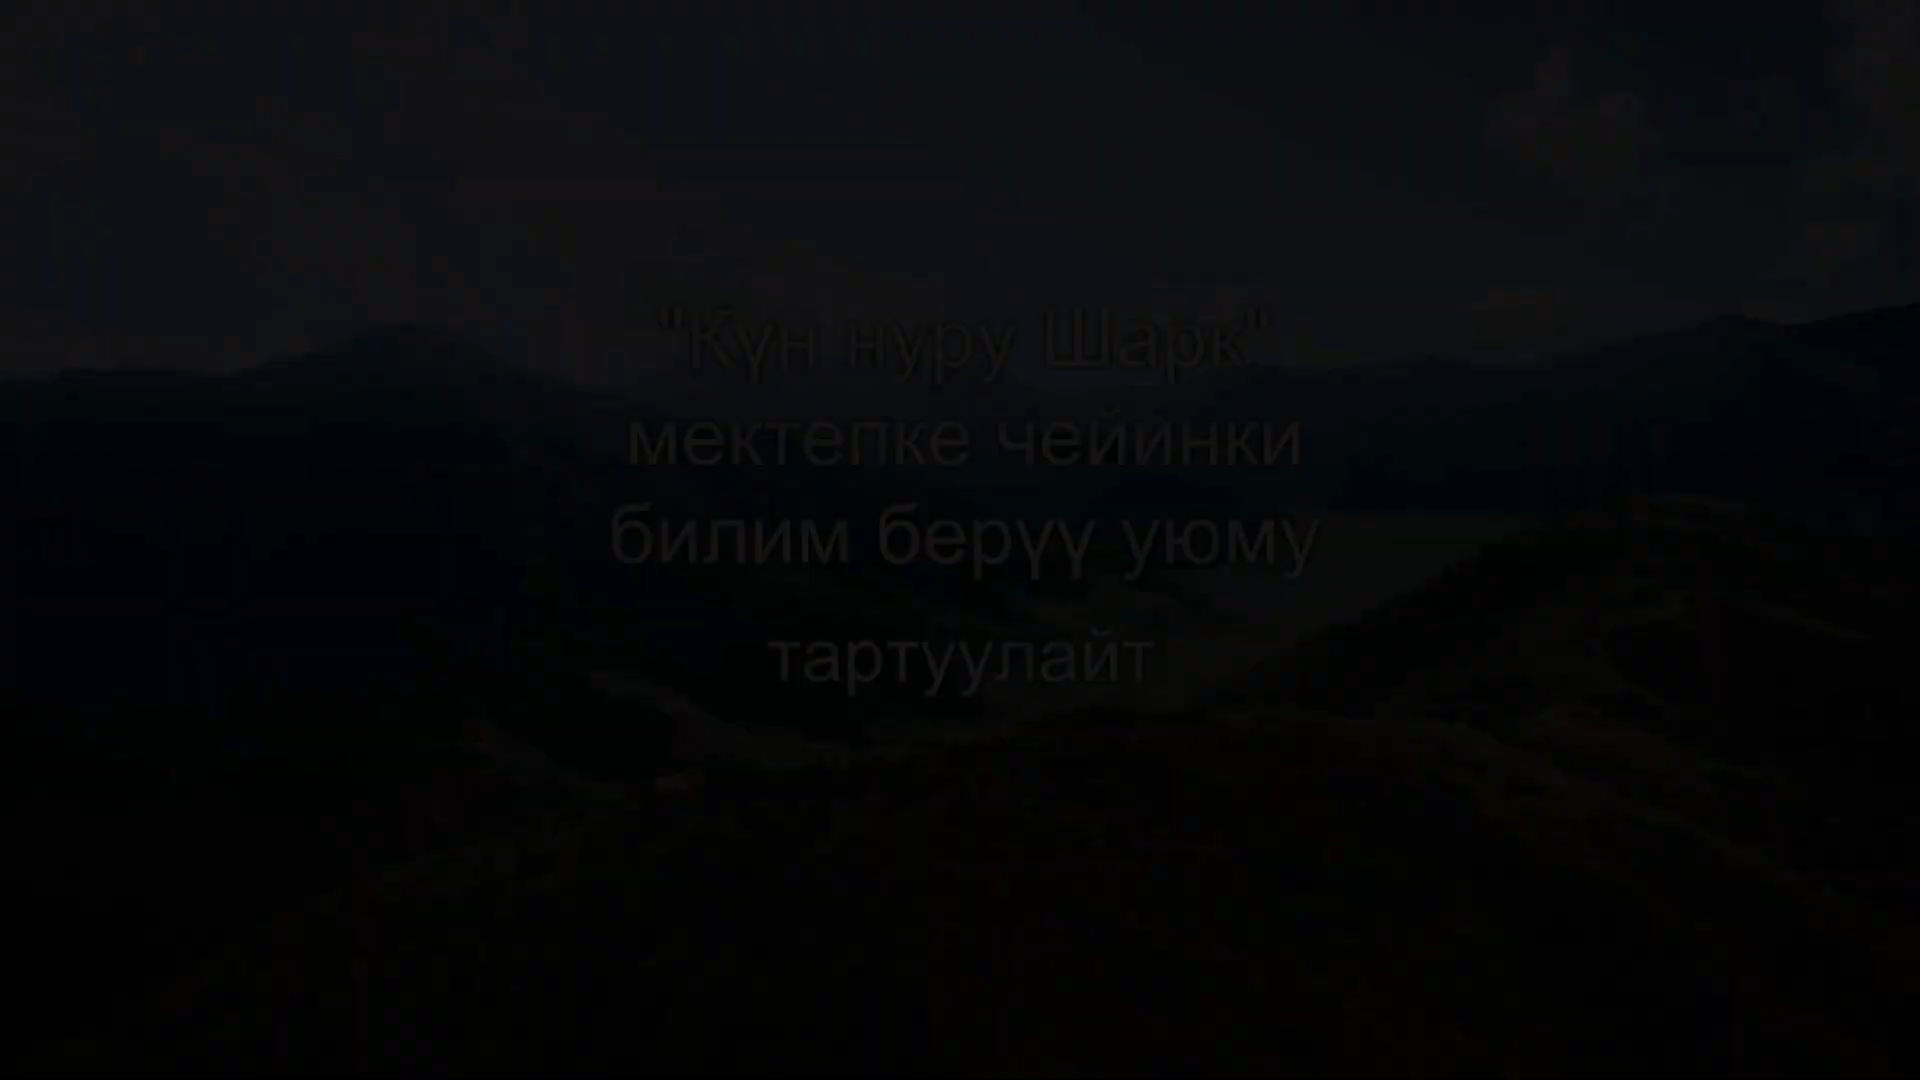 "Күн нуру Шарк"
мектепке чейинки
билим берүү уюму
тартуулайт